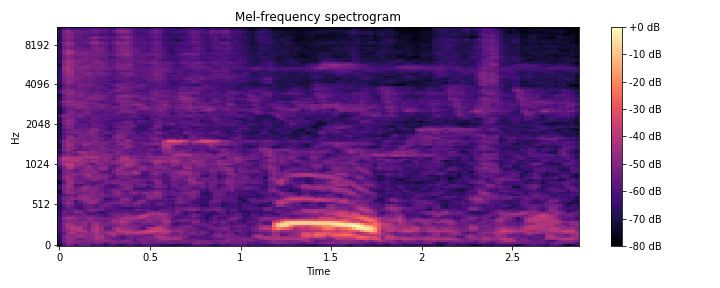 Mel-frequency spectrogram
8192
4096
2048
1024
512
0
Hz
0
0.5
1
1.5
2
2.5
Time
+0 dB
-10 dB
-20 dB
-30 dB
-40 dB
-50 dB
-60 dB
-70 dB
-80 dB